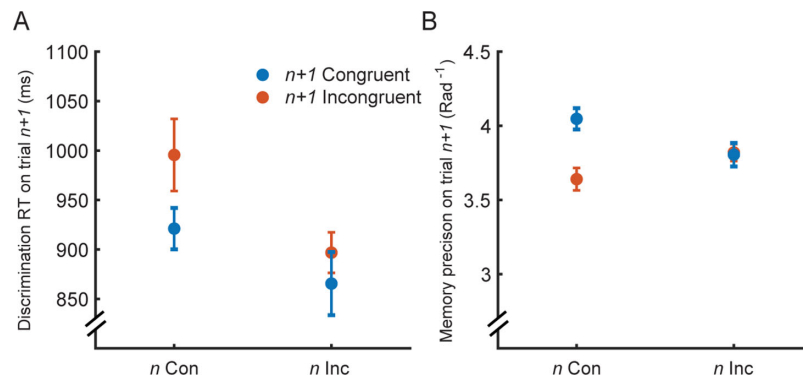 A
Discrimination RT on trial n+1 (ms)
1100
1050
1000
950
900
850
n Con
n Inc
n+1 Congruent
n+1 Incongruent
B
Memory precison on trial n+1 (Rad⁻¹)
4.5
4
3.5
3
n Con
n Inc